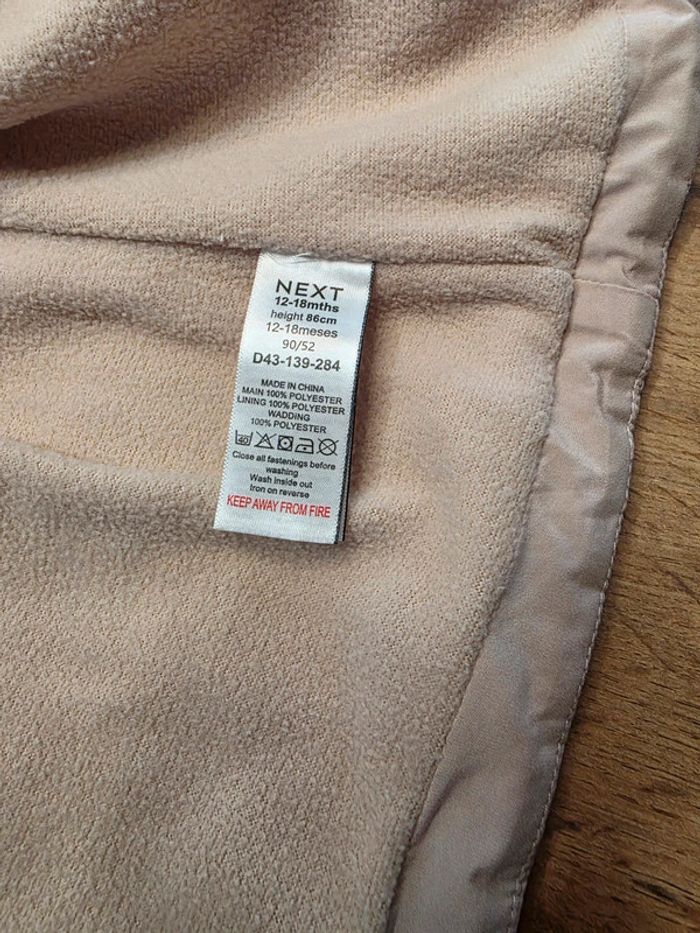 NEXT
12-18mths
height 86cm
12-18meses
90/52
D43-139-284
MADE IN CHINA
MAIN 100% POLYESTER
LINING 100% POLYESTER
WADDING
100% POLYESTER
40
Close all fastenings before
washing
Wash inside out
Iron on reverse
KEEP AWAY FROM FIRE